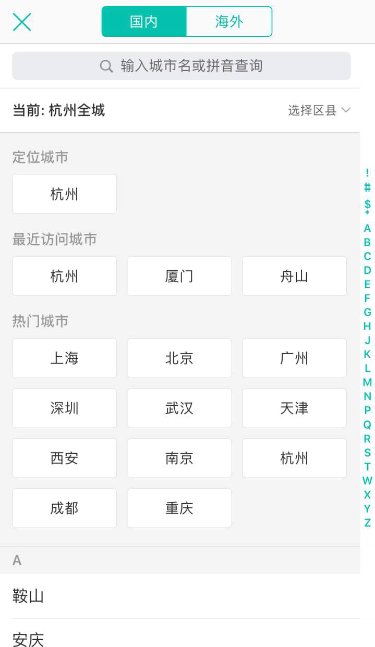 国内 海外
输入城市名或拼音查询
当前: 杭州全城 选择区县
定位城市
杭州
最近访问城市
杭州 厦门 舟山
热门城市
上海 北京 广州
深圳 武汉 天津
西安 南京 杭州
成都 重庆
A
鞍山
安庆
!
#
$
*
A
B
C
D
E
F
G
H
J
K
L
M
N
P
Q
R
S
T
W
X
Y
Z